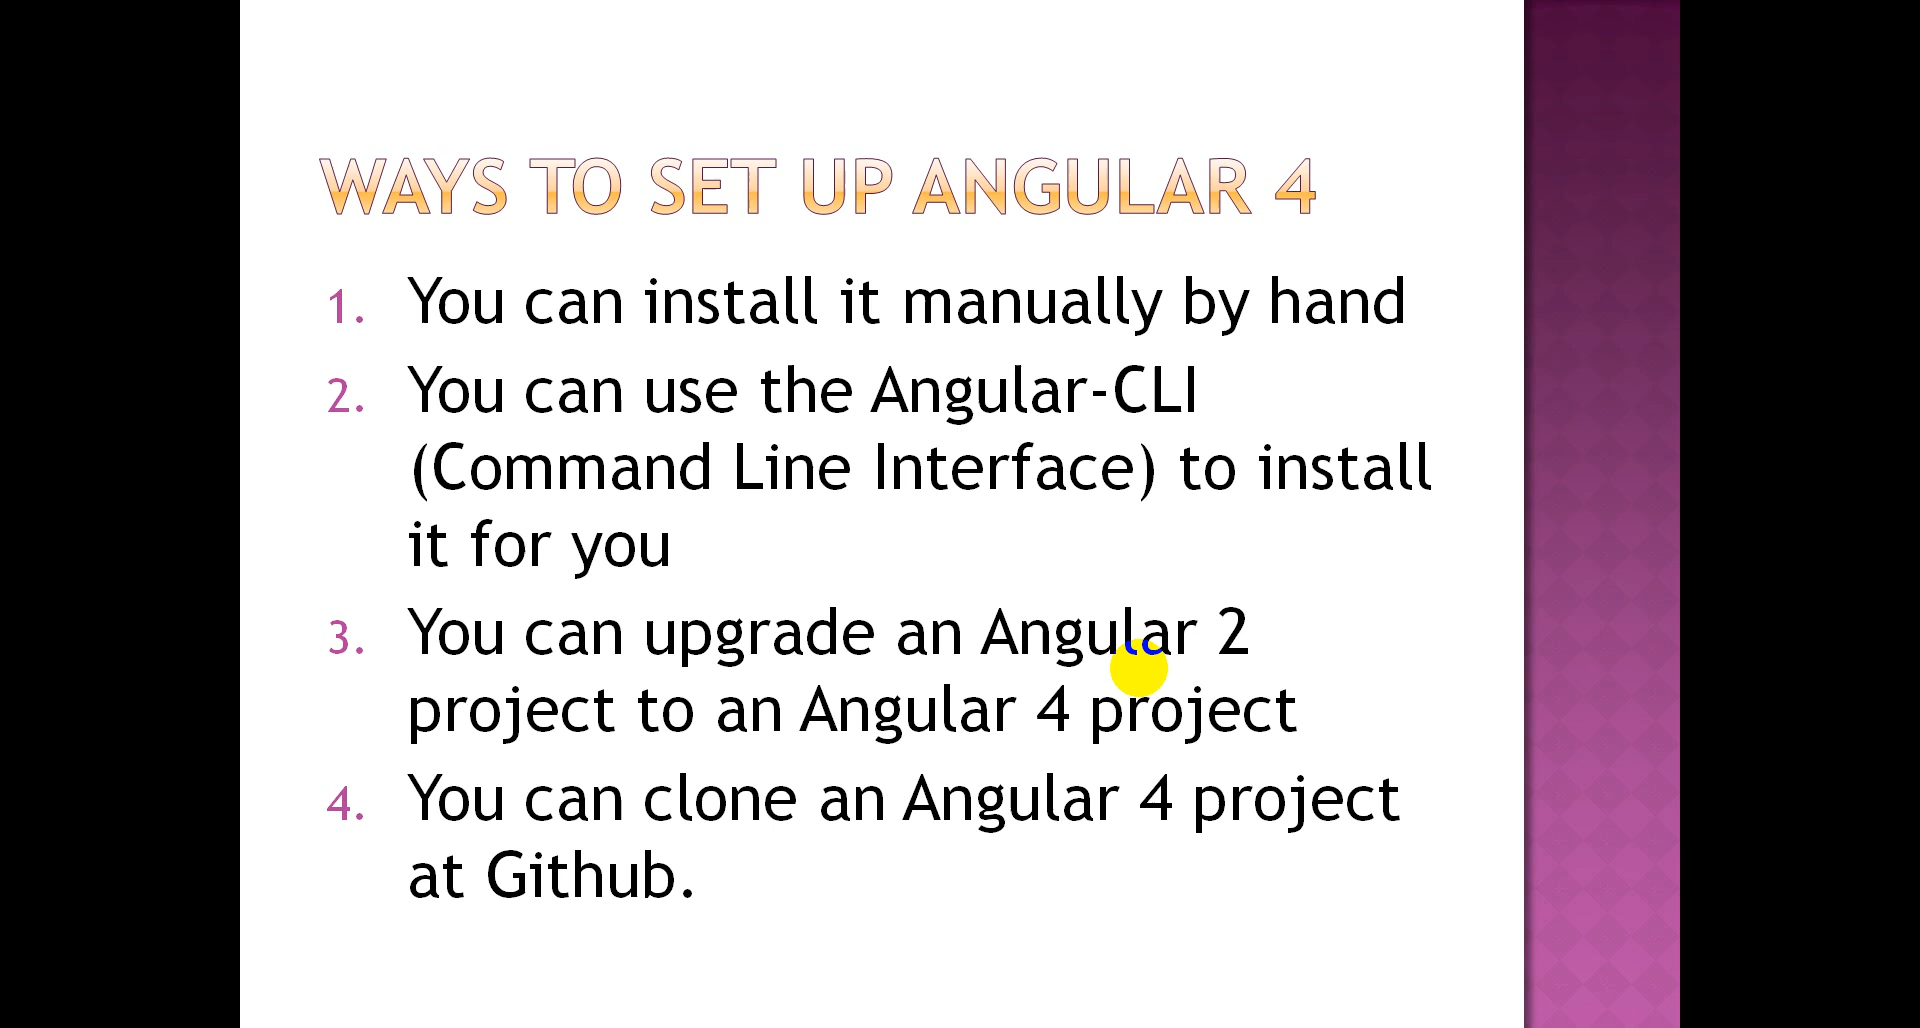 WAYS TO SET UP ANGULAR 4
1. You can install it manually by hand
2. You can use the Angular-CLI
(Command Line Interface) to install
it for you
3. You can upgrade an Angular 2
project to an Angular 4 project
4. You can clone an Angular 4 project
at Github.